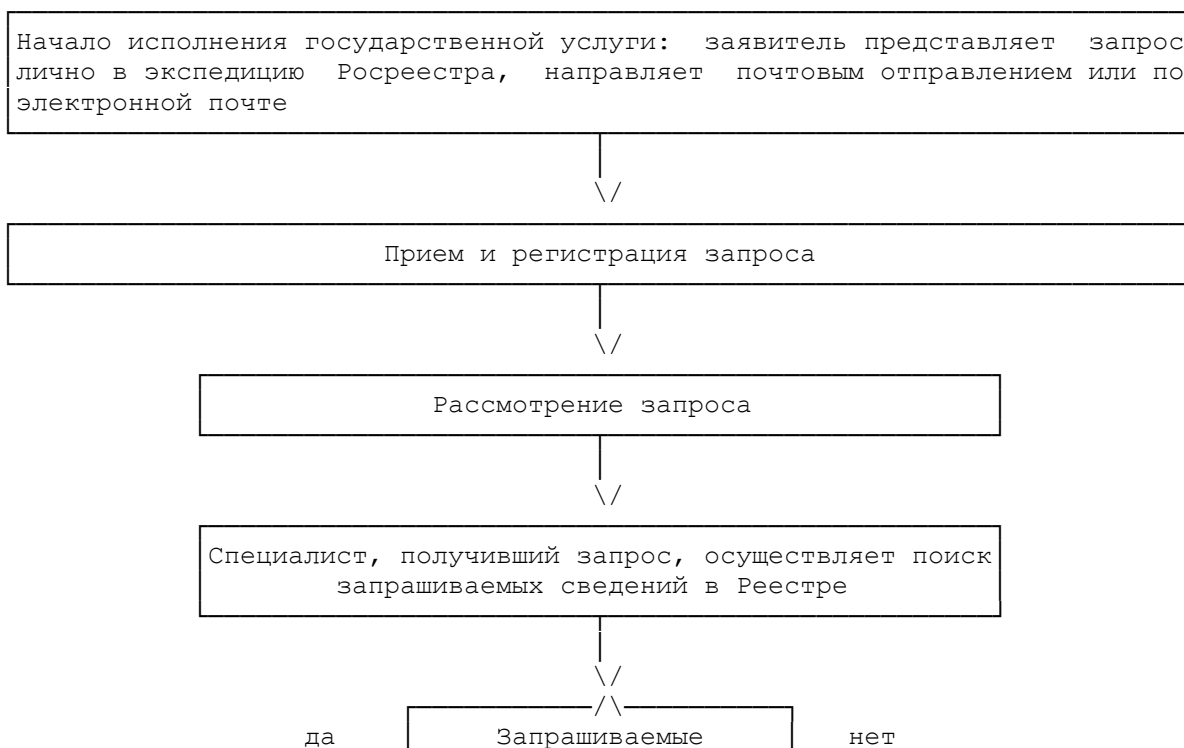 Начало исполнения государственной услуги: заявитель представляет запрос
лично в экспедицию Росреестра, направляет почтовым отправлением или по
электронной почте
Прием и регистрация запроса
Рассмотрение запроса
Специалист, получивший запрос, осуществляет поиск
запрашиваемых сведений в Реестре
да Запрашиваемые нет